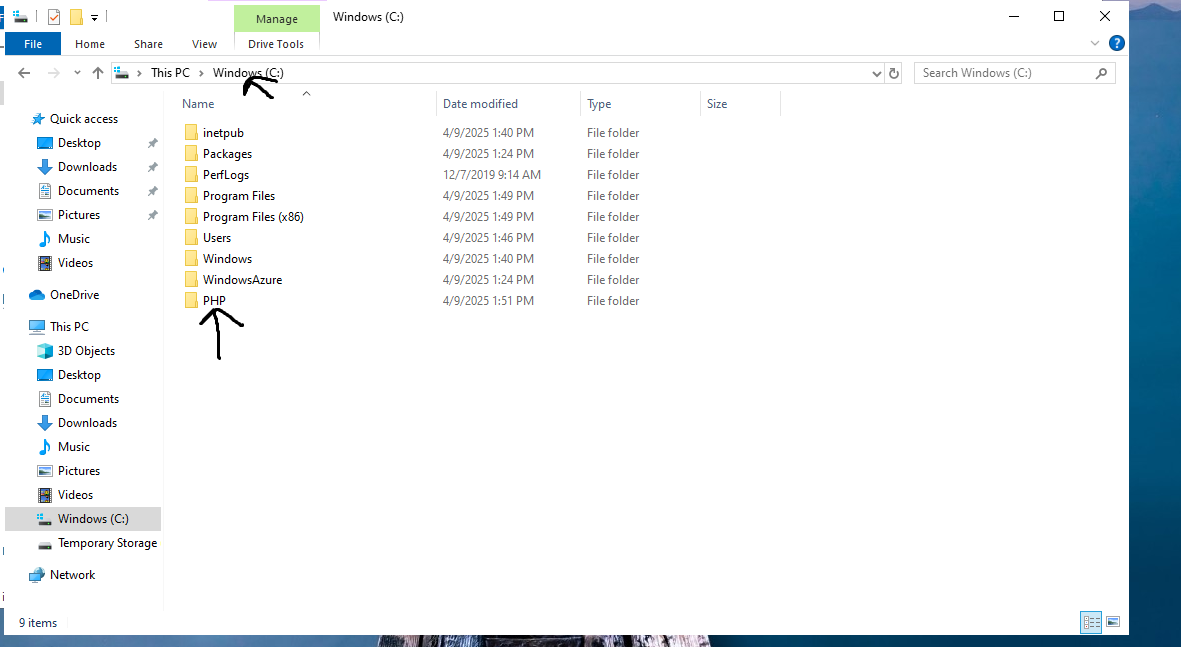 Manage
Windows (C:)
File
Home
Share
View
Drive Tools
?
This PC
Windows (C:)
Search Windows (C:)
Name
Date modified
Type
Size
Quick access
Desktop
Downloads
Documents
Pictures
Music
Videos
OneDrive
This PC
3D Objects
Desktop
Documents
Downloads
Music
Pictures
Videos
Windows (C:)
Temporary Storage
Network
inetpub 4/9/2025 1:40 PM File folder
Packages 4/9/2025 1:24 PM File folder
PerfLogs 12/7/2019 9:14 AM File folder
Program Files 4/9/2025 1:49 PM File folder
Program Files (x86) 4/9/2025 1:49 PM File folder
Users 4/9/2025 1:46 PM File folder
Windows 4/9/2025 1:40 PM File folder
WindowsAzure 4/9/2025 1:24 PM File folder
PHP 4/9/2025 1:51 PM File folder
9 items